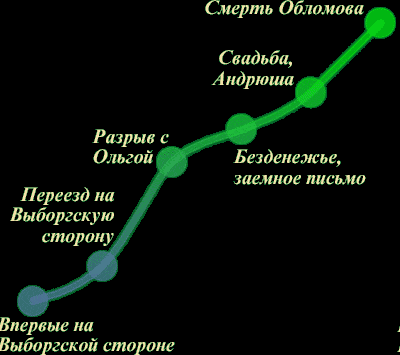 Смерть Обломова
Свадьба,
Андрюша
Разрыв с
Ольгой
Безденежье,
заемное письмо
Переезд на
Выборгскую
сторону
Впервые на
Выборгской стороне